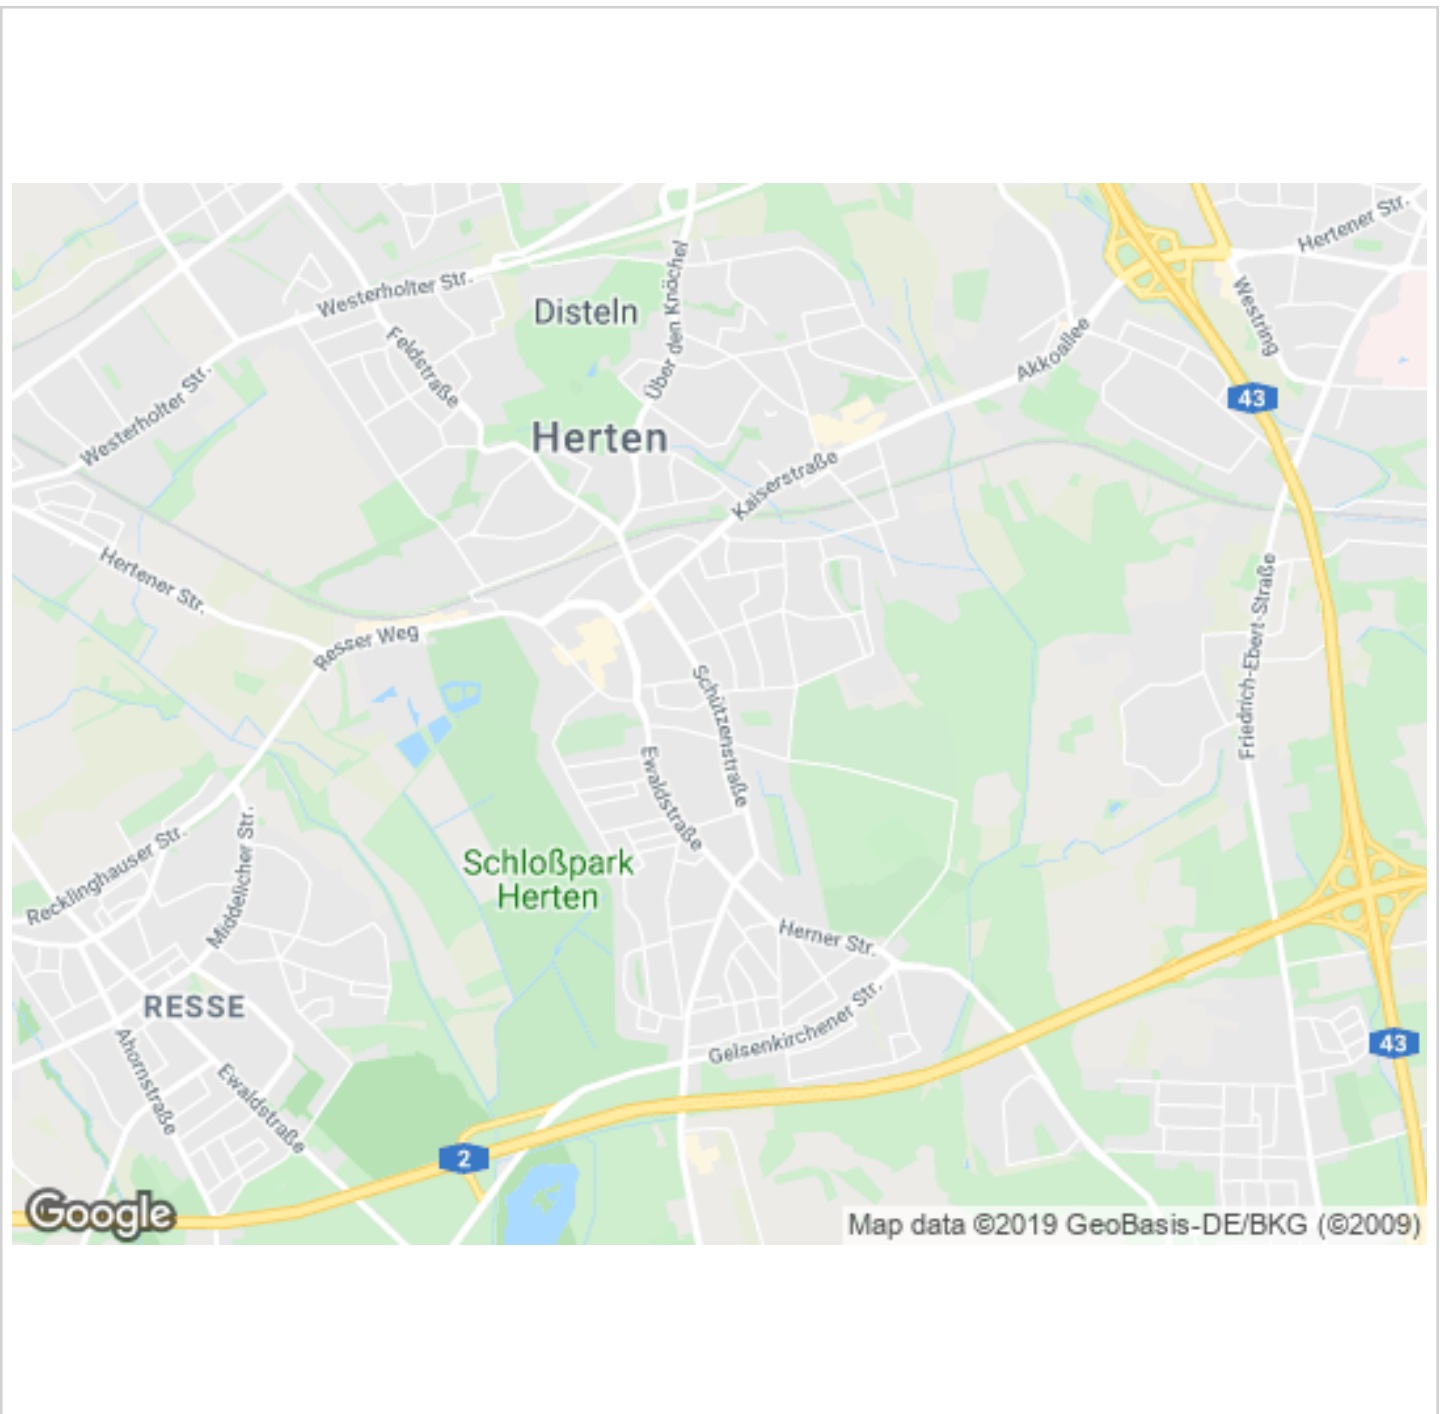 Hertener Str.
Westerholter Str.
Disteln
Über den Knöchel
Westring
Feldstraße
Akkoallee
43
Westerholter Str.
Herten
Kaiserstraße
Hertener Str.
Resser Weg
Friedrich-Ebert-Straße
Schützenstraße
Ewaldstraße
Recklinghauser Str.
Middelicher Str.
Schloßpark
Herten
Herner Str.
RESSE
Gelsenkirchener Str.
43
Ahornstraße
Ewaldstraße
2
Google
Map data ©2019 GeoBasis-DE/BKG (©2009)